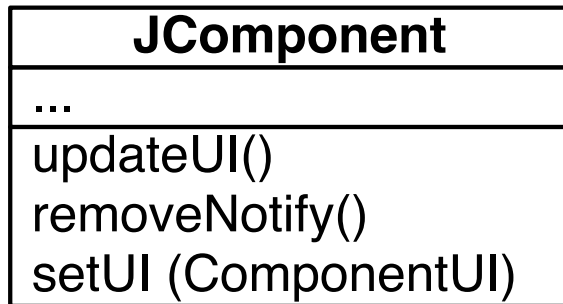 JComponent
...
updateUI()
removeNotify()
setUI (ComponentUI)